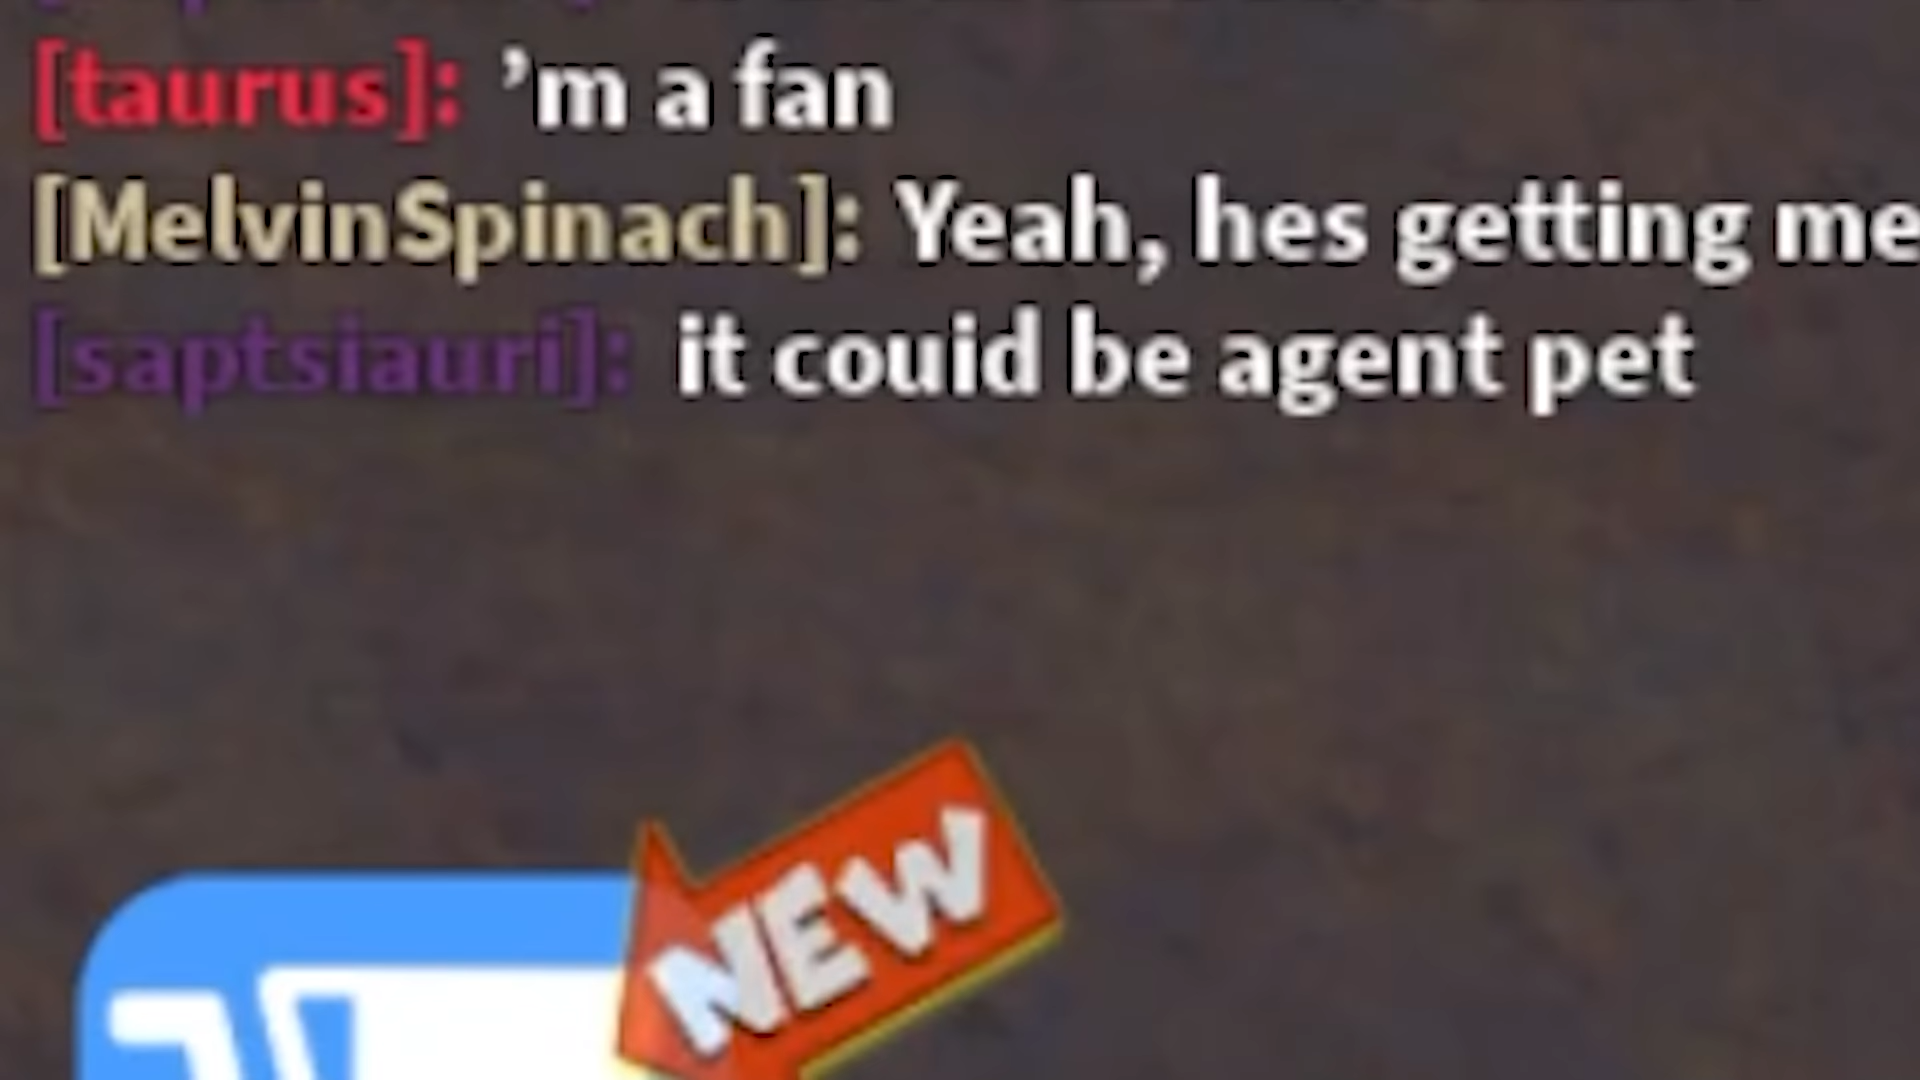 [taurus]: ’m a fan
[MelvinSpinach]: Yeah, hes getting me
[saptsiauri]: it couid be agent pet
NEW